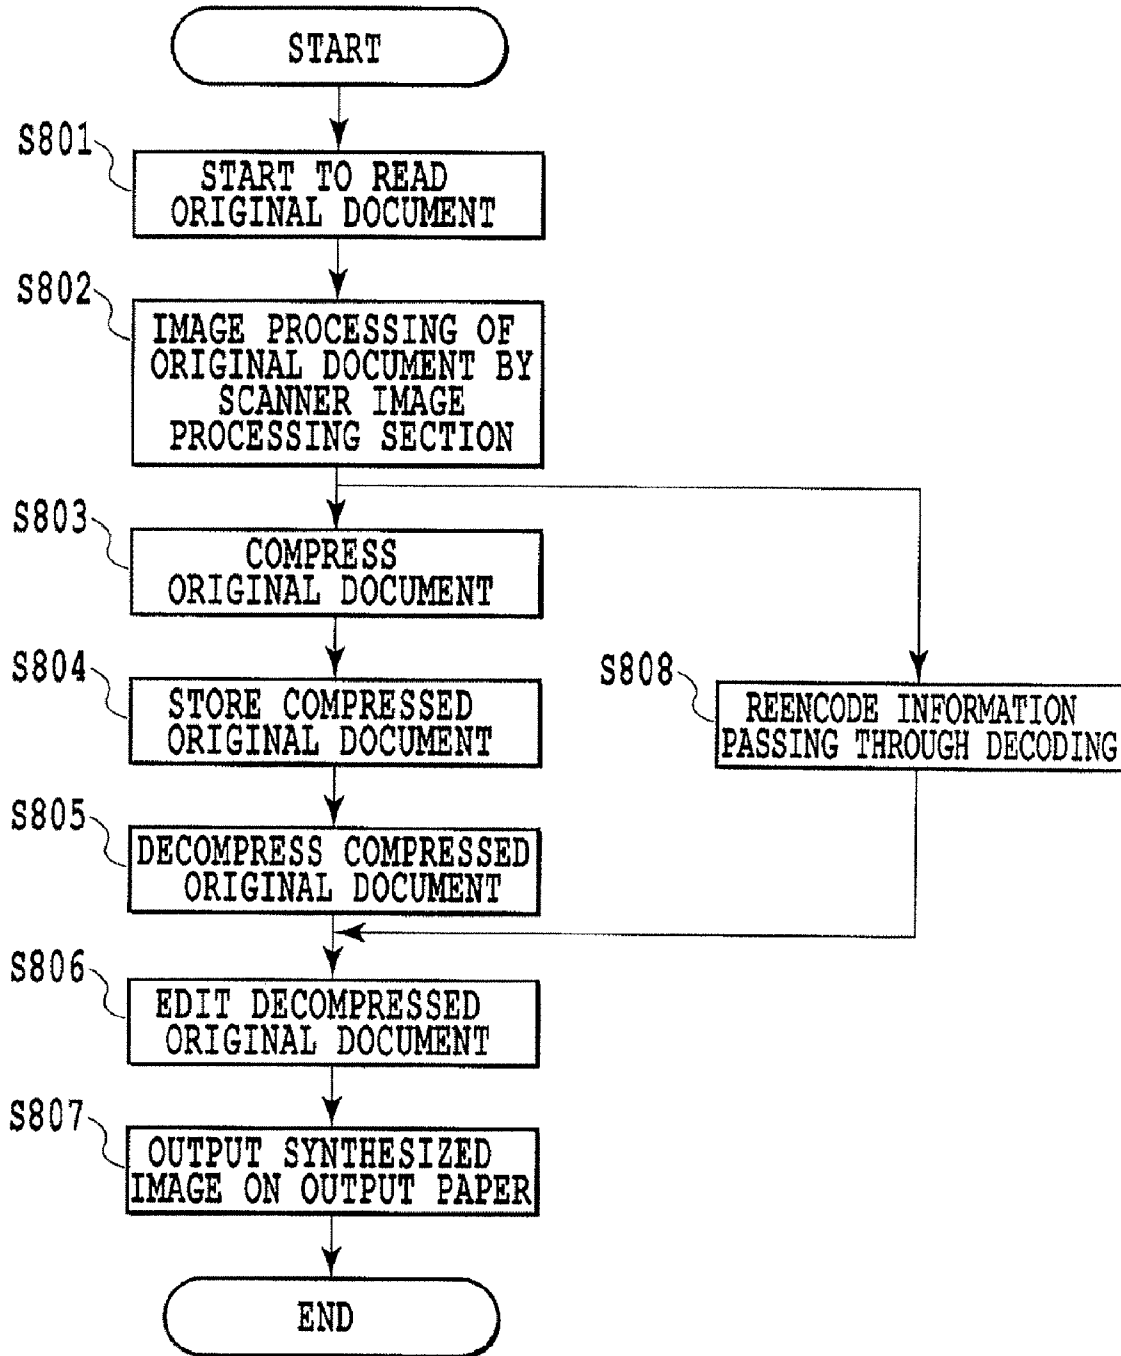 START
S801
START TO READ
ORIGINAL DOCUMENT
S802
IMAGE PROCESSING OF
ORIGINAL DOCUMENT BY
SCANNER IMAGE
PROCESSING SECTION
S803
COMPRESS
ORIGINAL DOCUMENT
S804
STORE COMPRESSED
ORIGINAL DOCUMENT
S808
REENCODE INFORMATION
PASSING THROUGH DECODING
S805
DECOMPRESS COMPRESSED
ORIGINAL DOCUMENT
S806
EDIT DECOMPRESSED
ORIGINAL DOCUMENT
S807
OUTPUT SYNTHESIZED
IMAGE ON OUTPUT PAPER
END